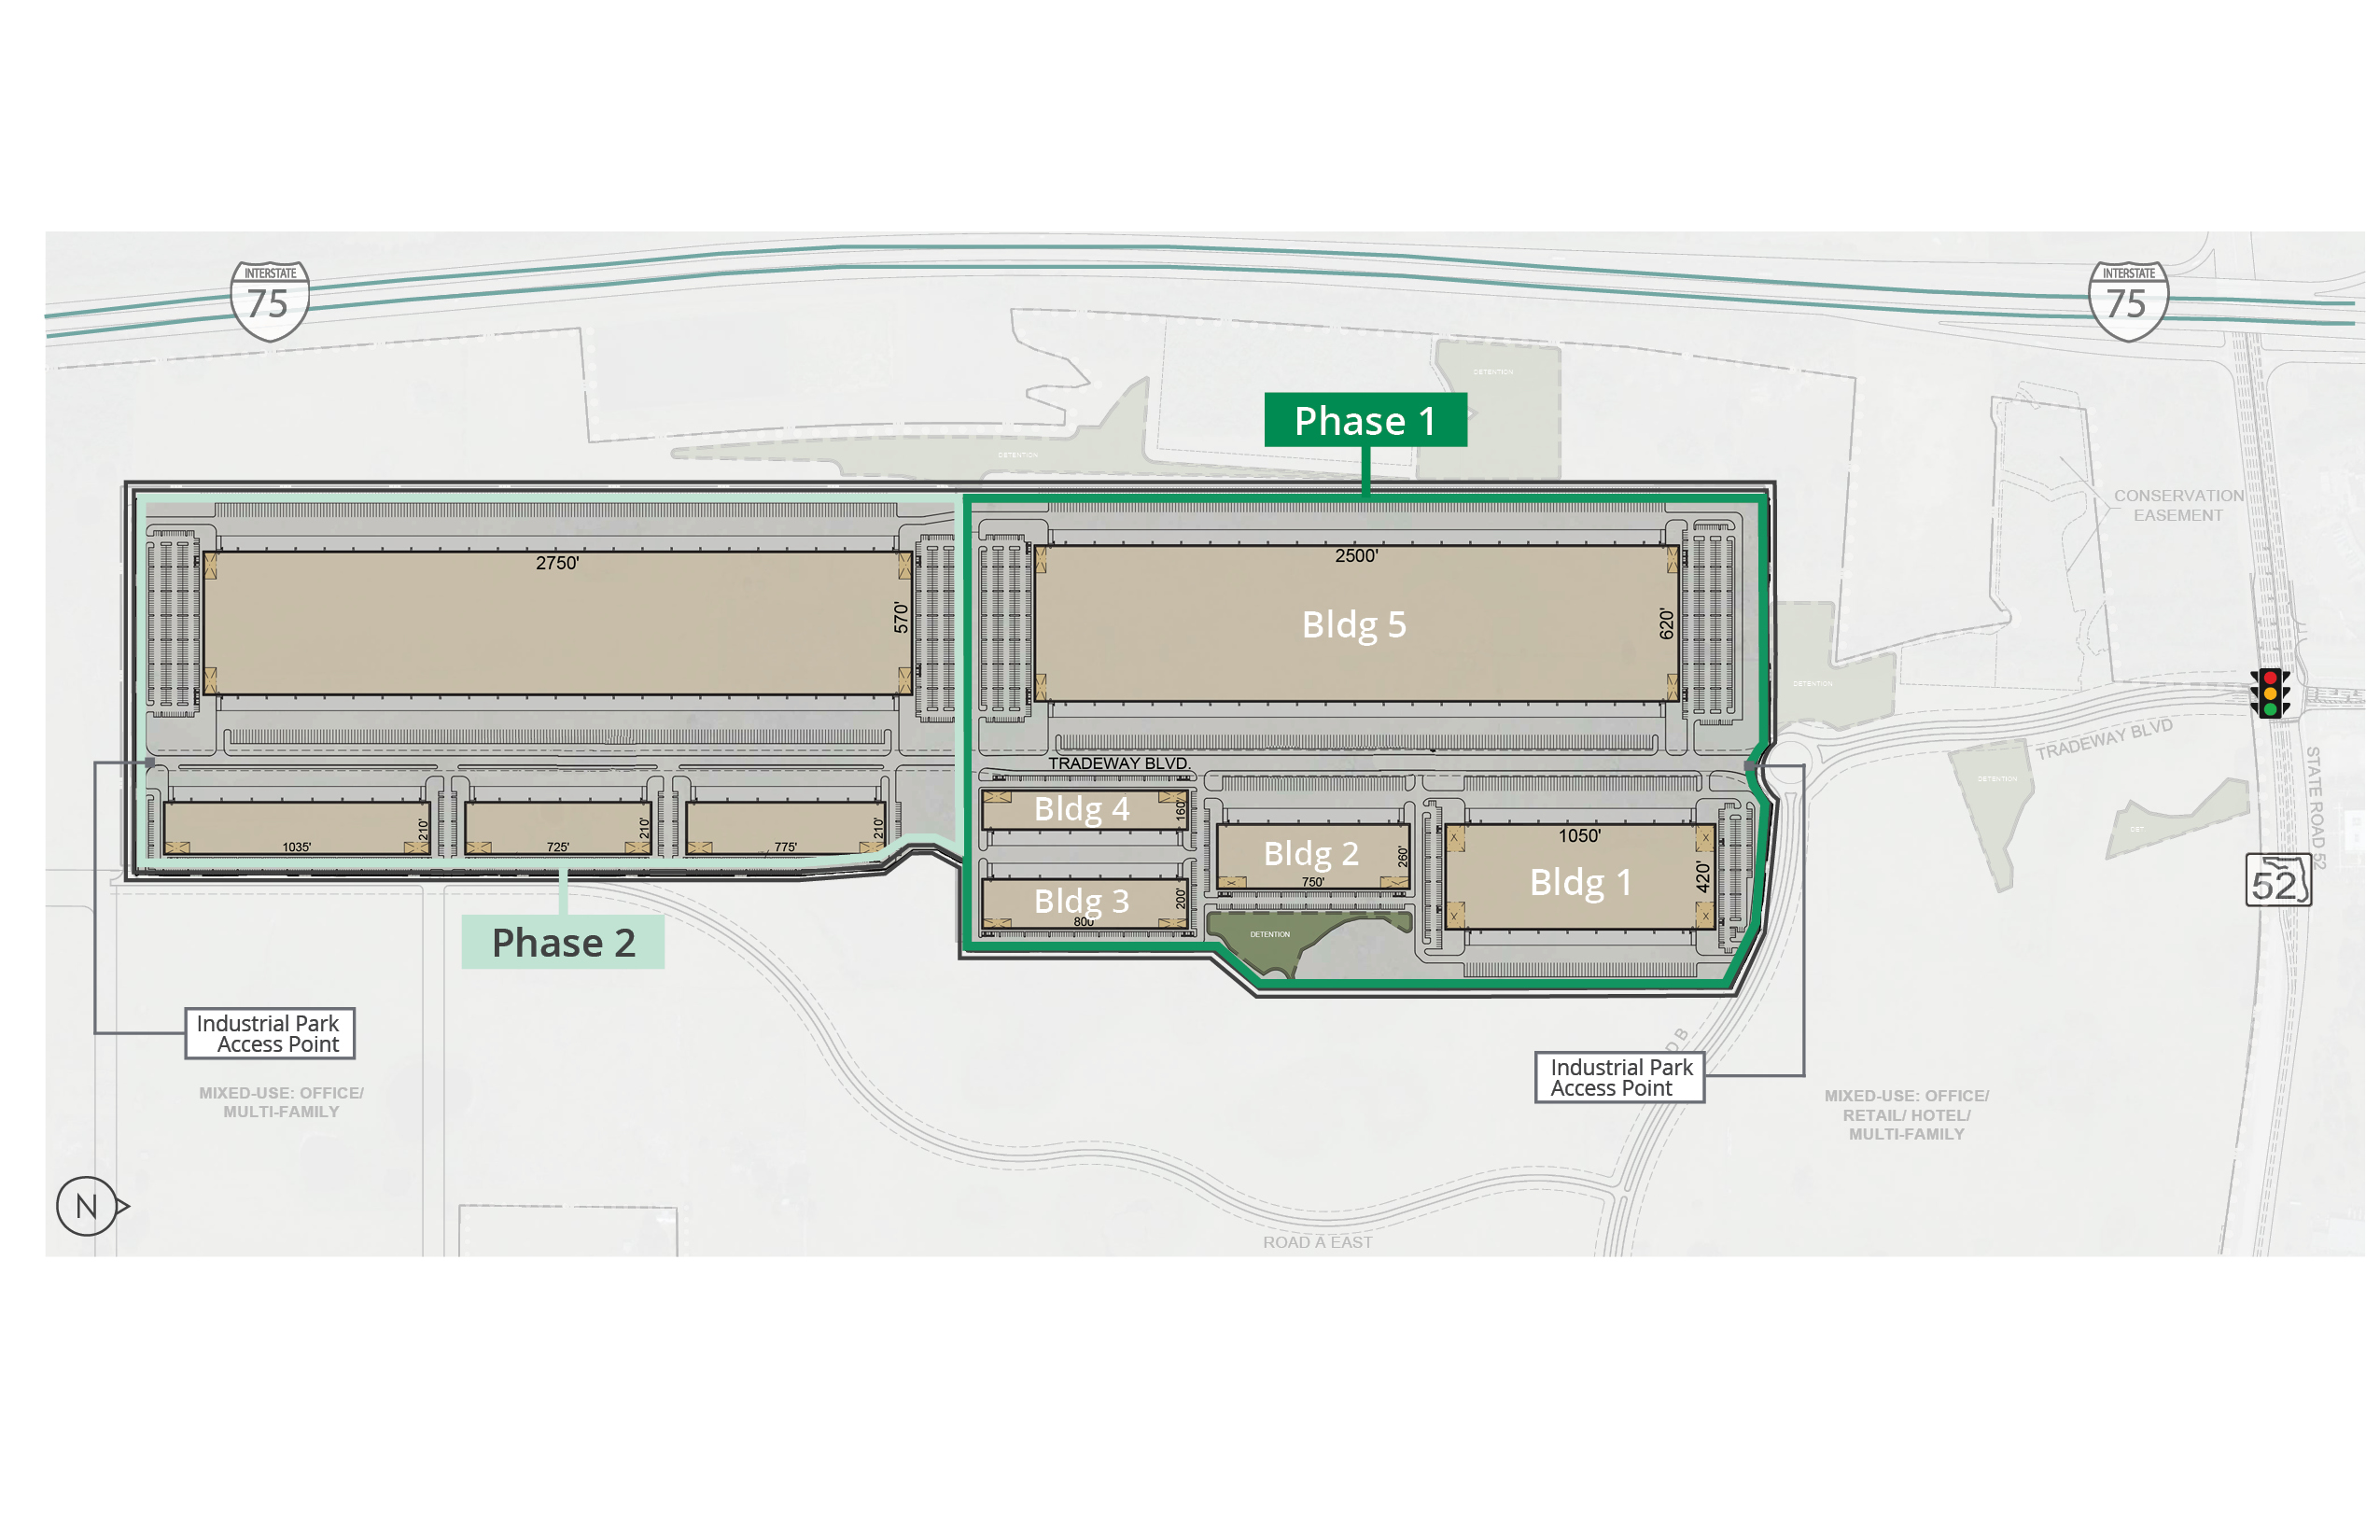 INTERSTATE
75
INTERSTATE
75
DETENTION
Phase 1
DETENTION
CONSERVATION
EASEMENT
2750'
570'
2500'
Bldg 5
620'
DETENTION
TRADEWAY BLVD
STATE ROAD 52
TRADEWAY BLVD.
DETENTION
Bldg 4
160'
1035'
210'
725'
210'
775'
210'
Bldg 2
750'
260'
1050'
Bldg 1
420'
DET
52
Bldg 3
800'
200'
DETENTION
Phase 2
Industrial Park
Access Point
Industrial Park
Access Point
D B
MIXED-USE: OFFICE/
MULTI-FAMILY
MIXED-USE: OFFICE/
RETAIL/ HOTEL/
MULTI-FAMILY
N
ROAD A EAST